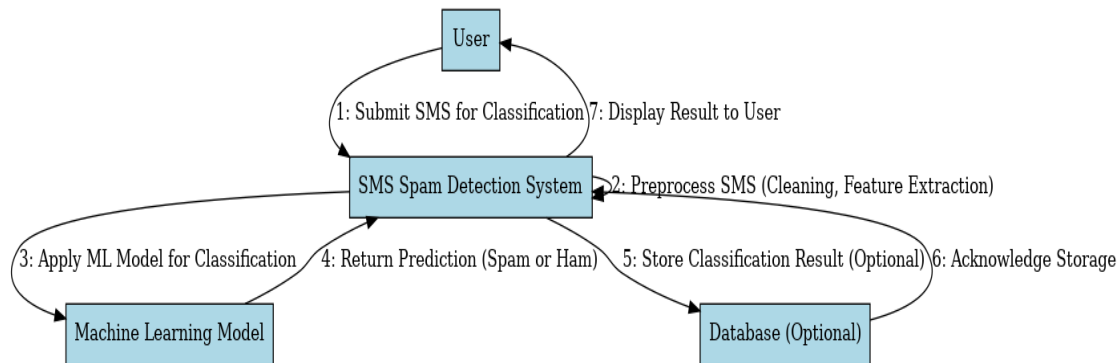 User
1: Submit SMS for Classification
7: Display Result to User
SMS Spam Detection System
2: Preprocess SMS (Cleaning, Feature Extraction)
3: Apply ML Model for Classification
4: Return Prediction (Spam or Ham)
5: Store Classification Result (Optional)
6: Acknowledge Storage
Machine Learning Model
Database (Optional)